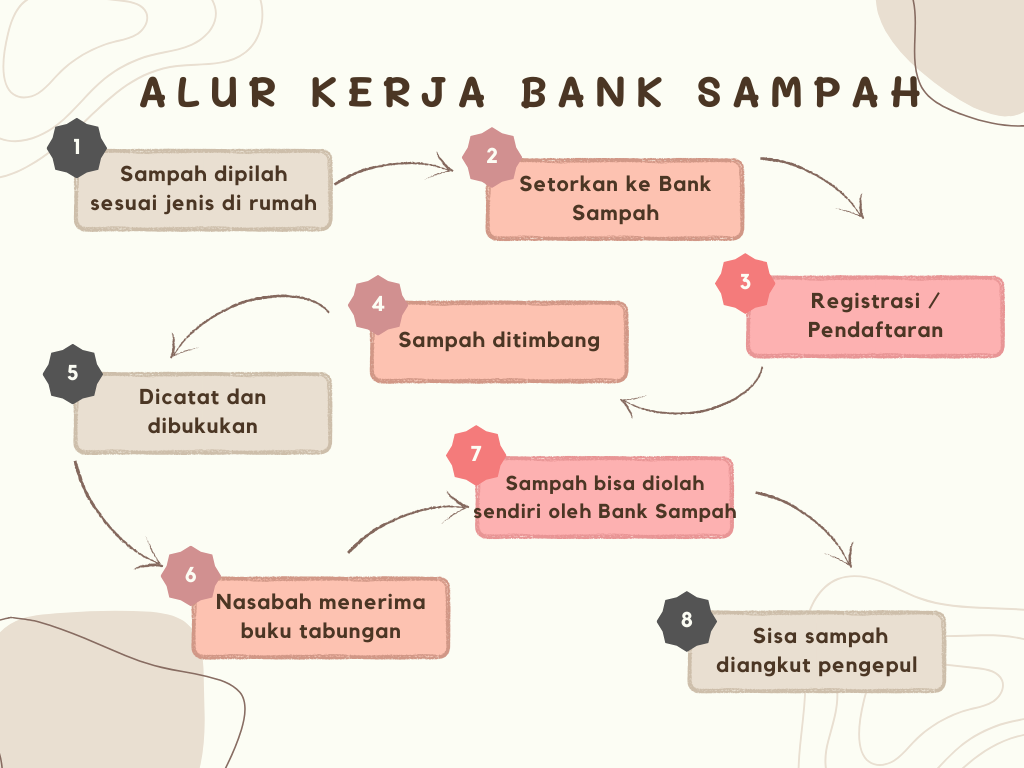 ALUR KERJA BANK SAMPAH
1
Sampah dipilah
sesuai jenis di rumah
2
Setorkan ke Bank
Sampah
3
Registrasi /
Pendaftaran
4
Sampah ditimbang
5
Dicatat dan
dibukukan
6
Nasabah menerima
buku tabungan
7
Sampah bisa diolah
sendiri oleh Bank Sampah
8
Sisa sampah
diangkut pengepul